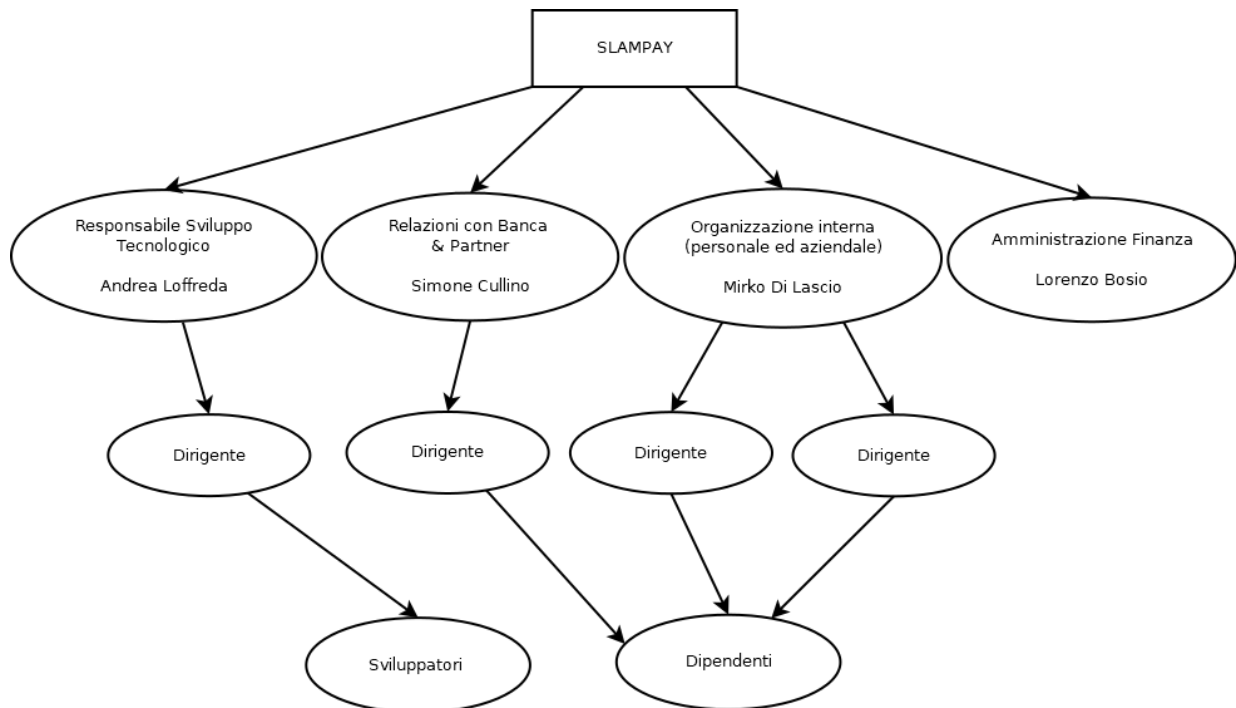 SLAMPAY
Responsabile Sviluppo
Tecnologico
Andrea Loffreda
Relazioni con Banca
& Partner
Simone Cullino
Organizzazione interna
(personale ed aziendale)
Mirko Di Lascio
Amministrazione Finanza
Lorenzo Bosio
Dirigente
Dirigente
Dirigente
Dirigente
Sviluppatori
Dipendenti